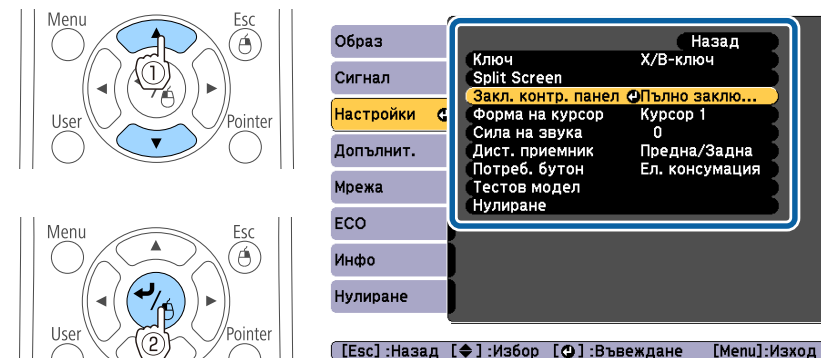 Menu
Esc
①
User
Pointer
Menu
Esc
User
Pointer
②
Образ
Сигнал
Настройки
Допълнит.
Мрежа
ECO
Инфо
Нулиране
Назад
Ключ Х/В-ключ
Split Screen
Закл. контр. панел Пълно заклю...
Форма на курсор Курсор 1
Сила на звука 0
Дист. приемник Предна/Задна
Потреб. бутон Ел. консумация
Тестов модел
Нулиране
[Esc] :Назад [◆] :Избор [⏎] :Въвеждане [Menu]:Изход